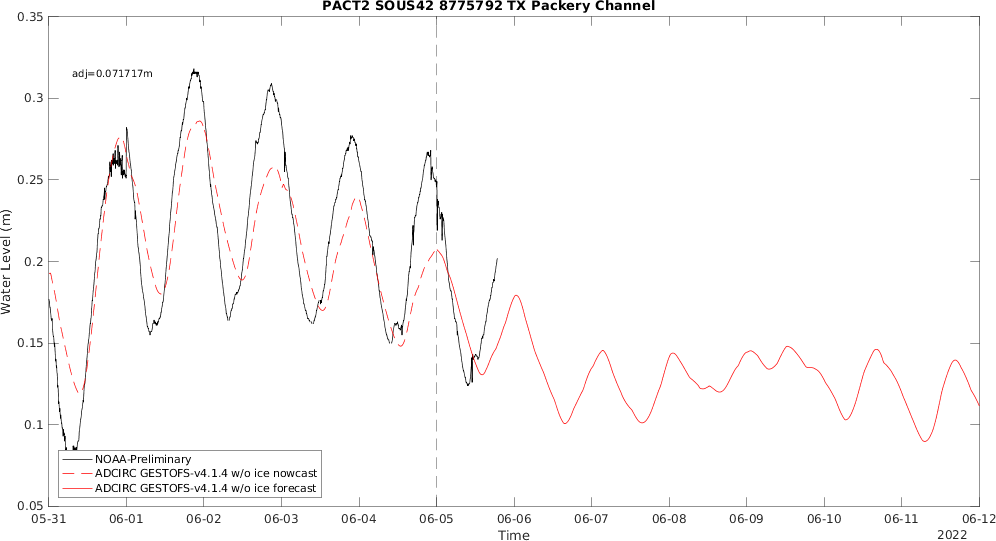 PACT2 SOUS42 8775792 TX Packery Channel
0.35
adj=0.071717m
0.3
0.25
0.2
0.15
0.1
0.05
Water Level (m)
NOAA-Preliminary
ADCIRC GESTOFS-v4.1.4 w/o ice nowcast
ADCIRC GESTOFS-v4.1.4 w/o ice forecast
05-31 06-01 06-02 06-03 06-04 06-05 06-06 06-07 06-08 06-09 06-10 06-11 06-12
Time
2022